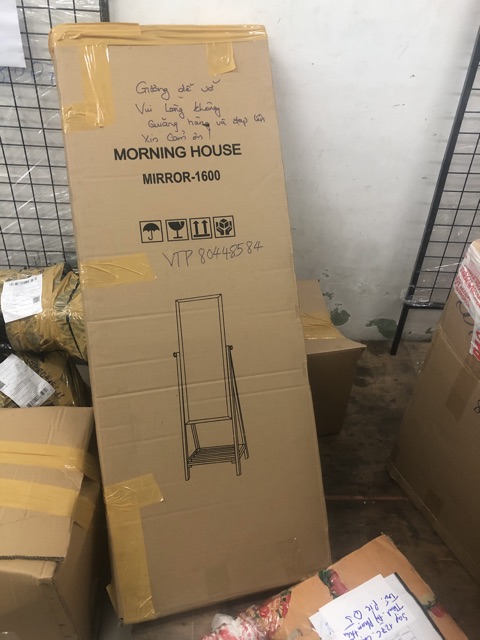 Gương dễ vỡ
Vui lòng không
Quăng hàng và đạp lên
Xin cảm ơn
MORNING HOUSE
MIRROR-1600
VTP 80448584